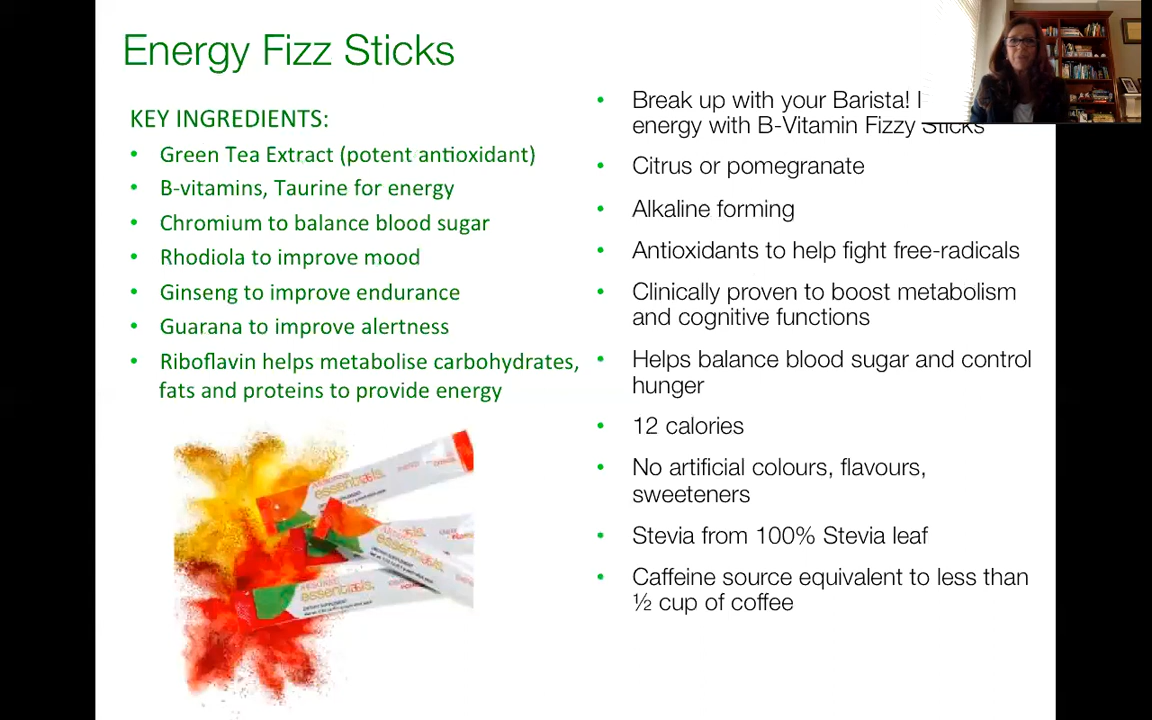 Energy Fizz Sticks
KEY INGREDIENTS:
• Green Tea Extract (potent antioxidant)
• B-vitamins, Taurine for energy
• Chromium to balance blood sugar
• Rhodiola to improve mood
• Ginseng to improve endurance
• Guarana to improve alertness
• Riboflavin helps metabolise carbohydrates,
fats and proteins to provide energy
• Break up with your Barista!
energy with B-Vitamin Fizzy Sticks
• Citrus or pomegranate
• Alkaline forming
• Antioxidants to help fight free-radicals
• Clinically proven to boost metabolism
and cognitive functions
• Helps balance blood sugar and control
hunger
• 12 calories
• No artificial colours, flavours,
sweeteners
• Stevia from 100% Stevia leaf
• Caffeine source equivalent to less than
½ cup of coffee
essentials
essentials
essentials